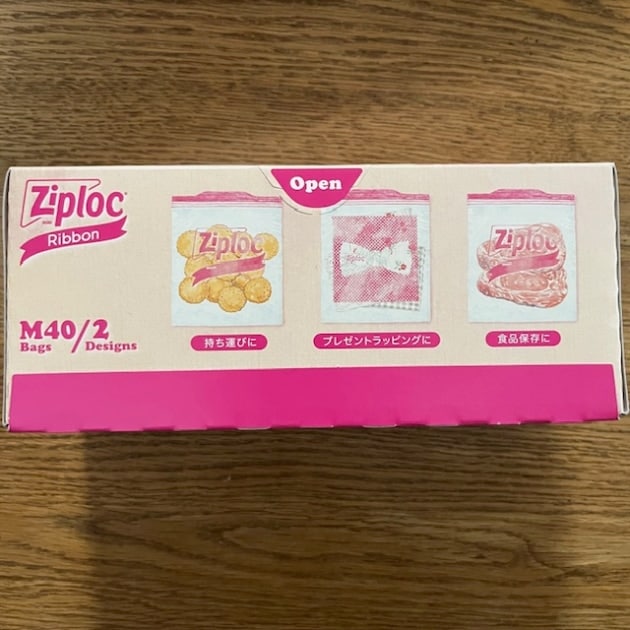 Open
Ziploc
Ribbon
M40/2
Bags Designs
Ziploc
Ziploc
Ziploc
持ち運びに
プレゼントラッピングに
食品保存に